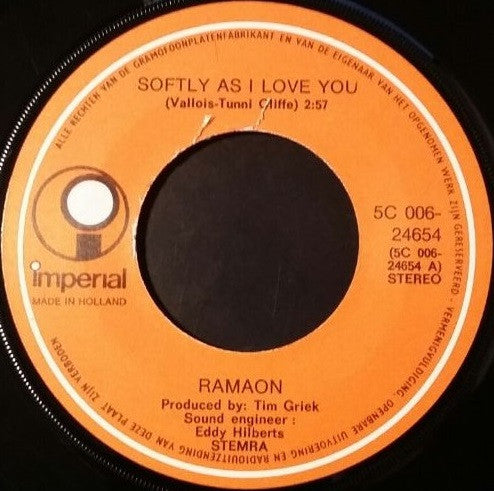 ALLE RECHTEN VAN DE GRAMOFOONPLATENFABRIKANT EN VAN DE EIGENAAR VAN HET OPGENOMEN WERK ZIJN GERESERVEERD - VERMENIGVULDIGING, OPENBARE UITVOERING EN RADIOUITZENDING VAN DEZE PLAAT ZIJN VERBODEN
SOFTLY AS I LOVE YOU
(Vallois-Tunni Cliffe) 2:57
imperial
MADE IN HOLLAND
5C 006-
24654
(5C 006-
24654 A)
STEREO
RAMAON
Produced by: Tim Griek
Sound engineer :
Eddy Hilberts
STEMRA